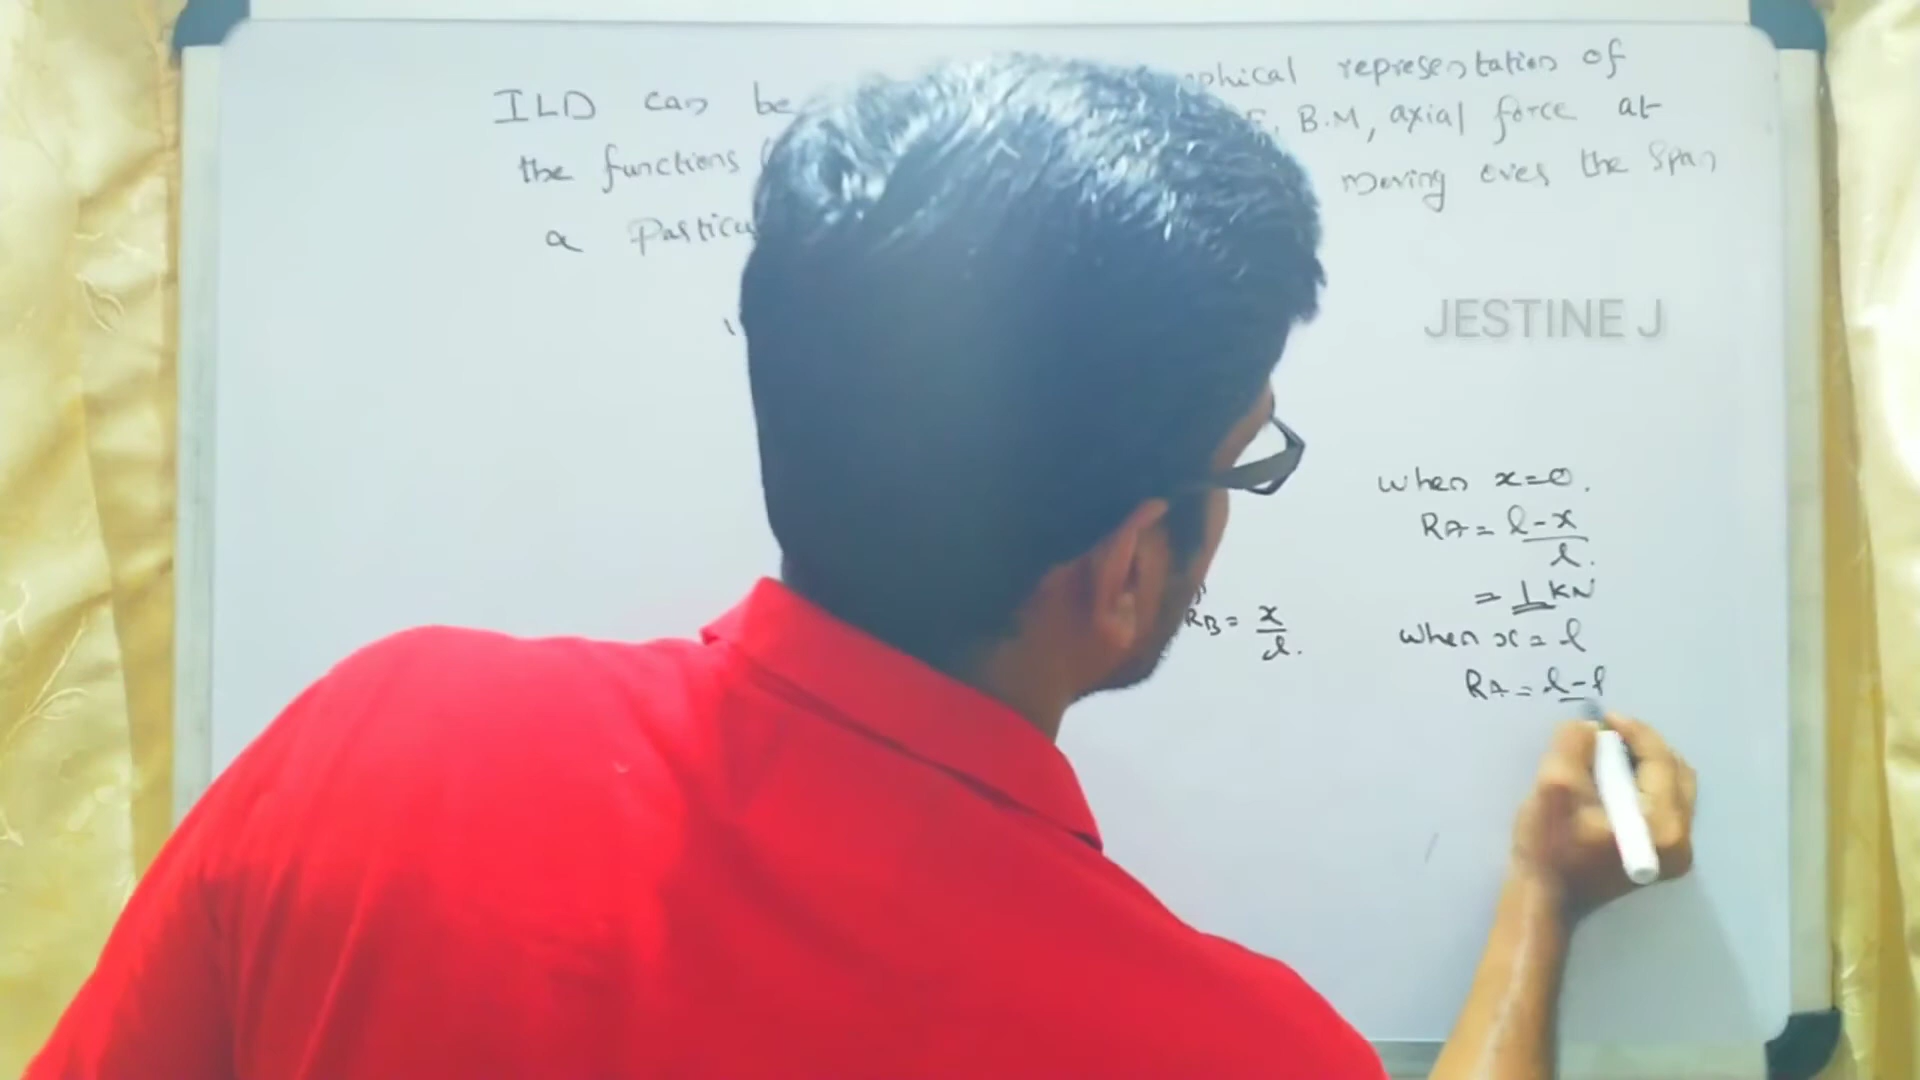 ILD can be phical representation of
the functions F, B.M, axial force at
a Particu moving over the Span
JESTINE J
when x=0.
RA = l-x/l.
= 1 KN
RB = x/l.
when x = l
RA = l-l